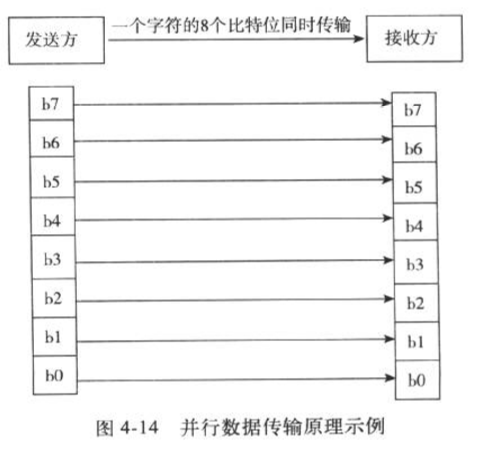 发送方 一个字符的8个比特位同时传输 接收方
b7 b7
b6 b6
b5 b5
b4 b4
b3 b3
b2 b2
b1 b1
b0 b0
图 4-14 并行数据传输原理示例